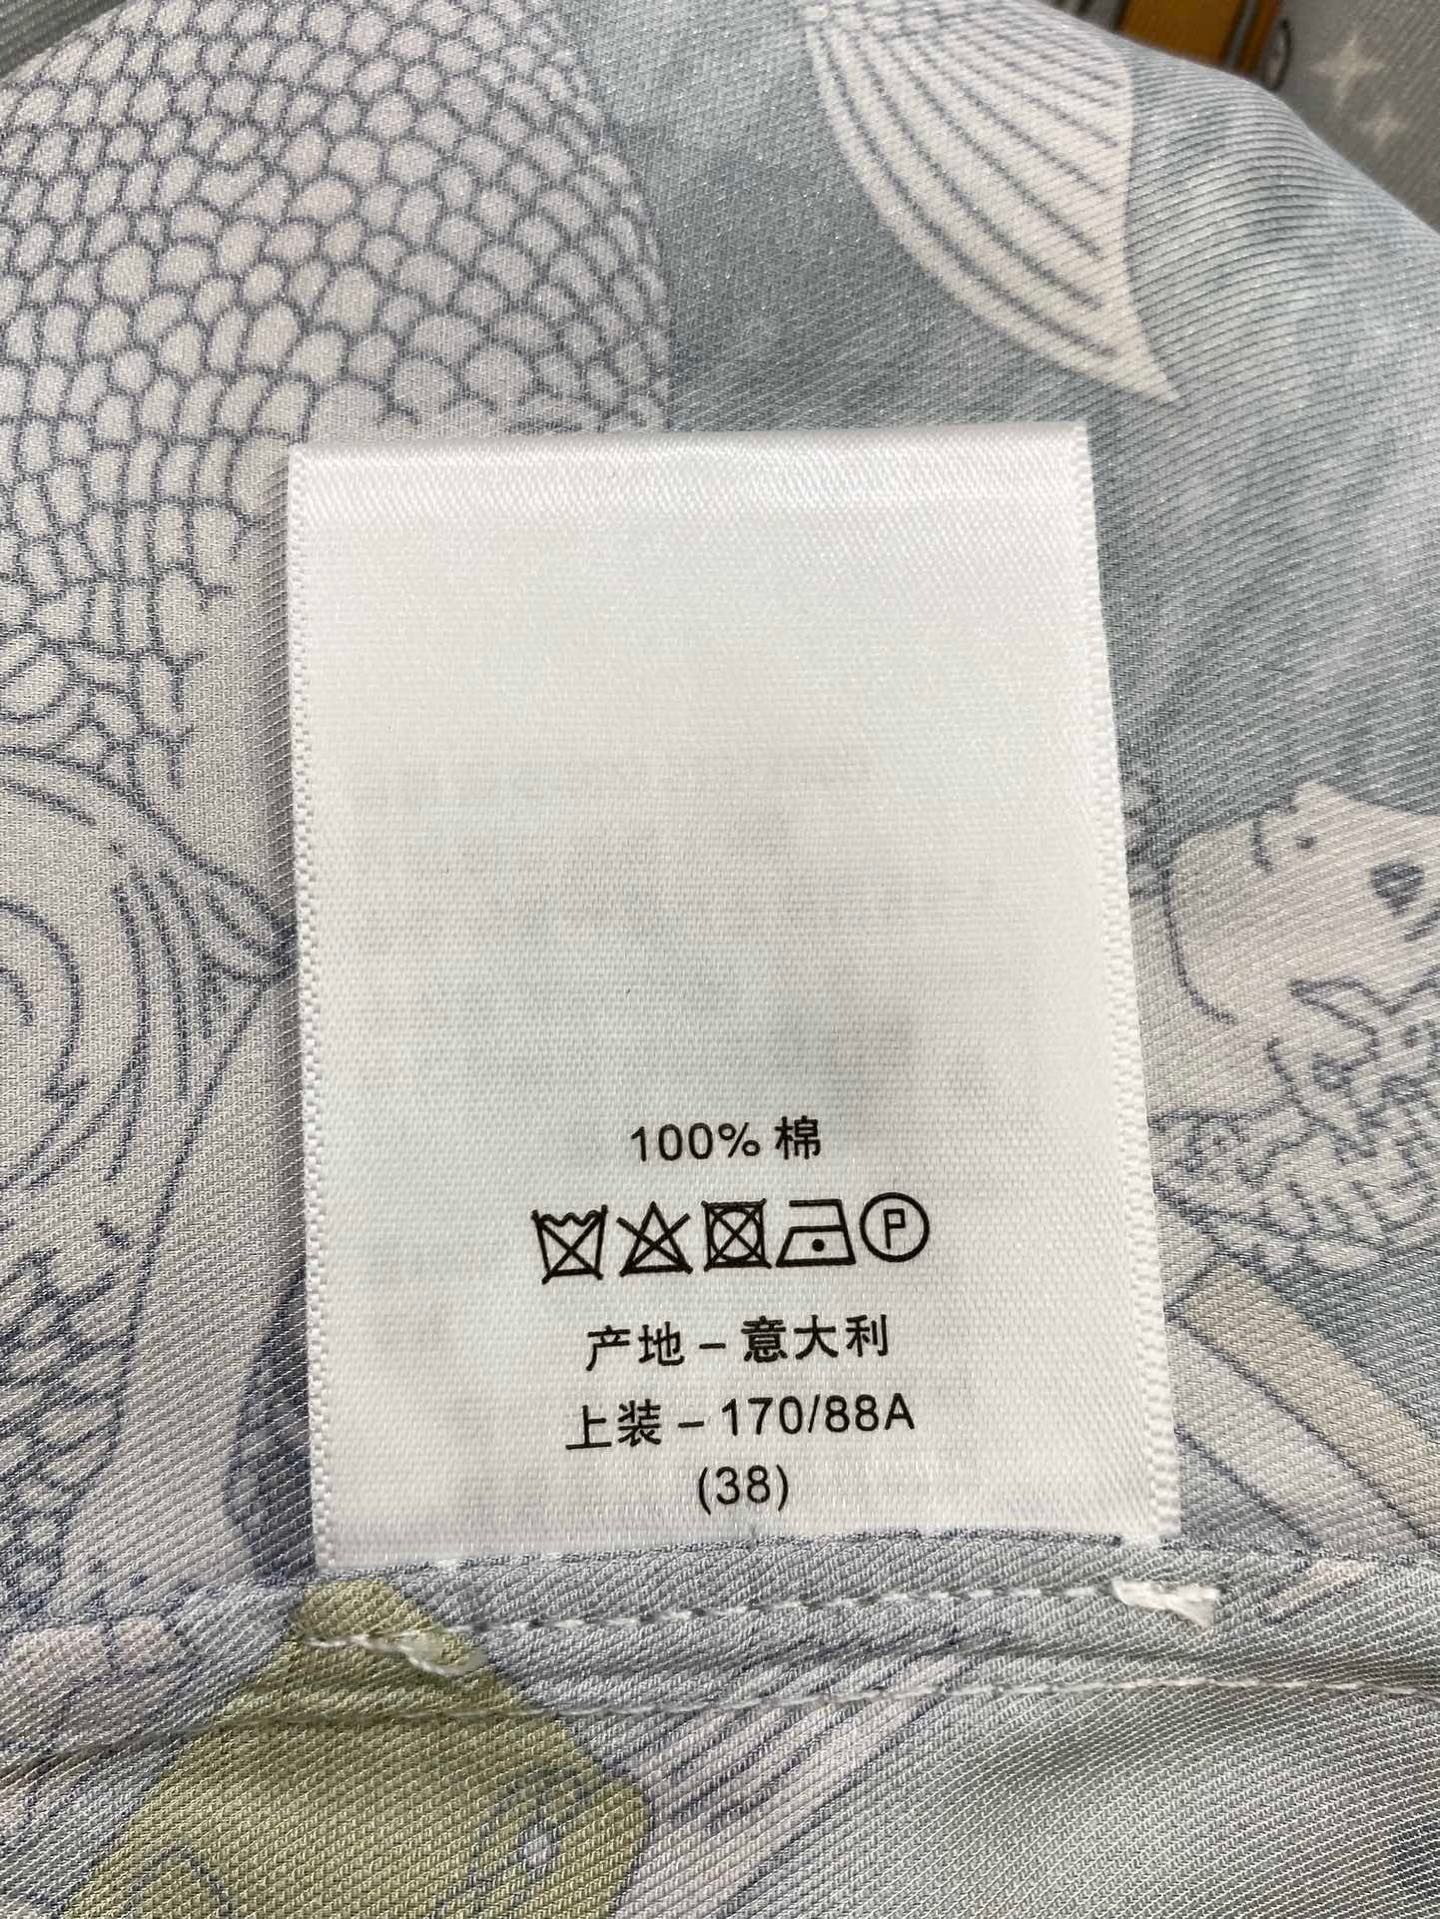 100% 棉
P
产地 – 意大利
上装 – 170/88A
(38)